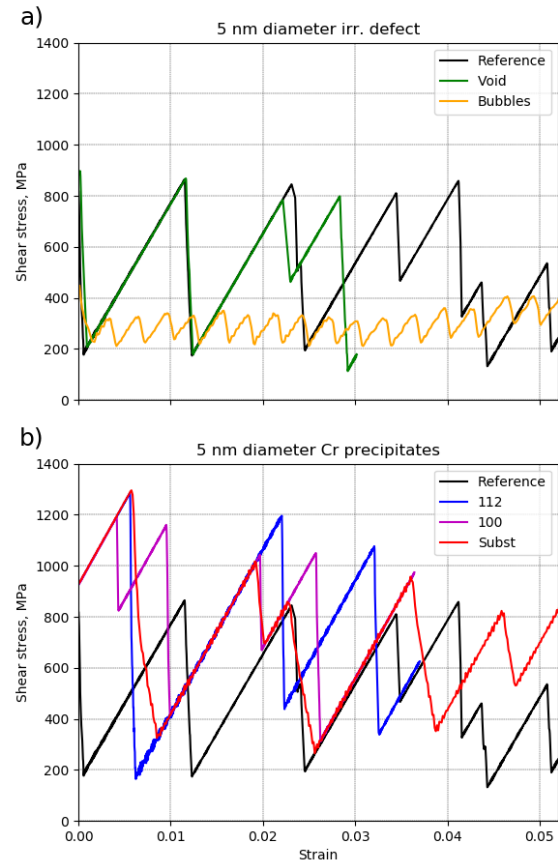 a)
5 nm diameter irr. defect
1400
1200
1000
800
600
400
200
0
Shear stress, MPa
Reference
Void
Bubbles
b)
5 nm diameter Cr precipitates
1400
1200
1000
800
600
400
200
0
Shear stress, MPa
Reference
112
100
Subst
0.00 0.01 0.02 0.03 0.04 0.05
Strain